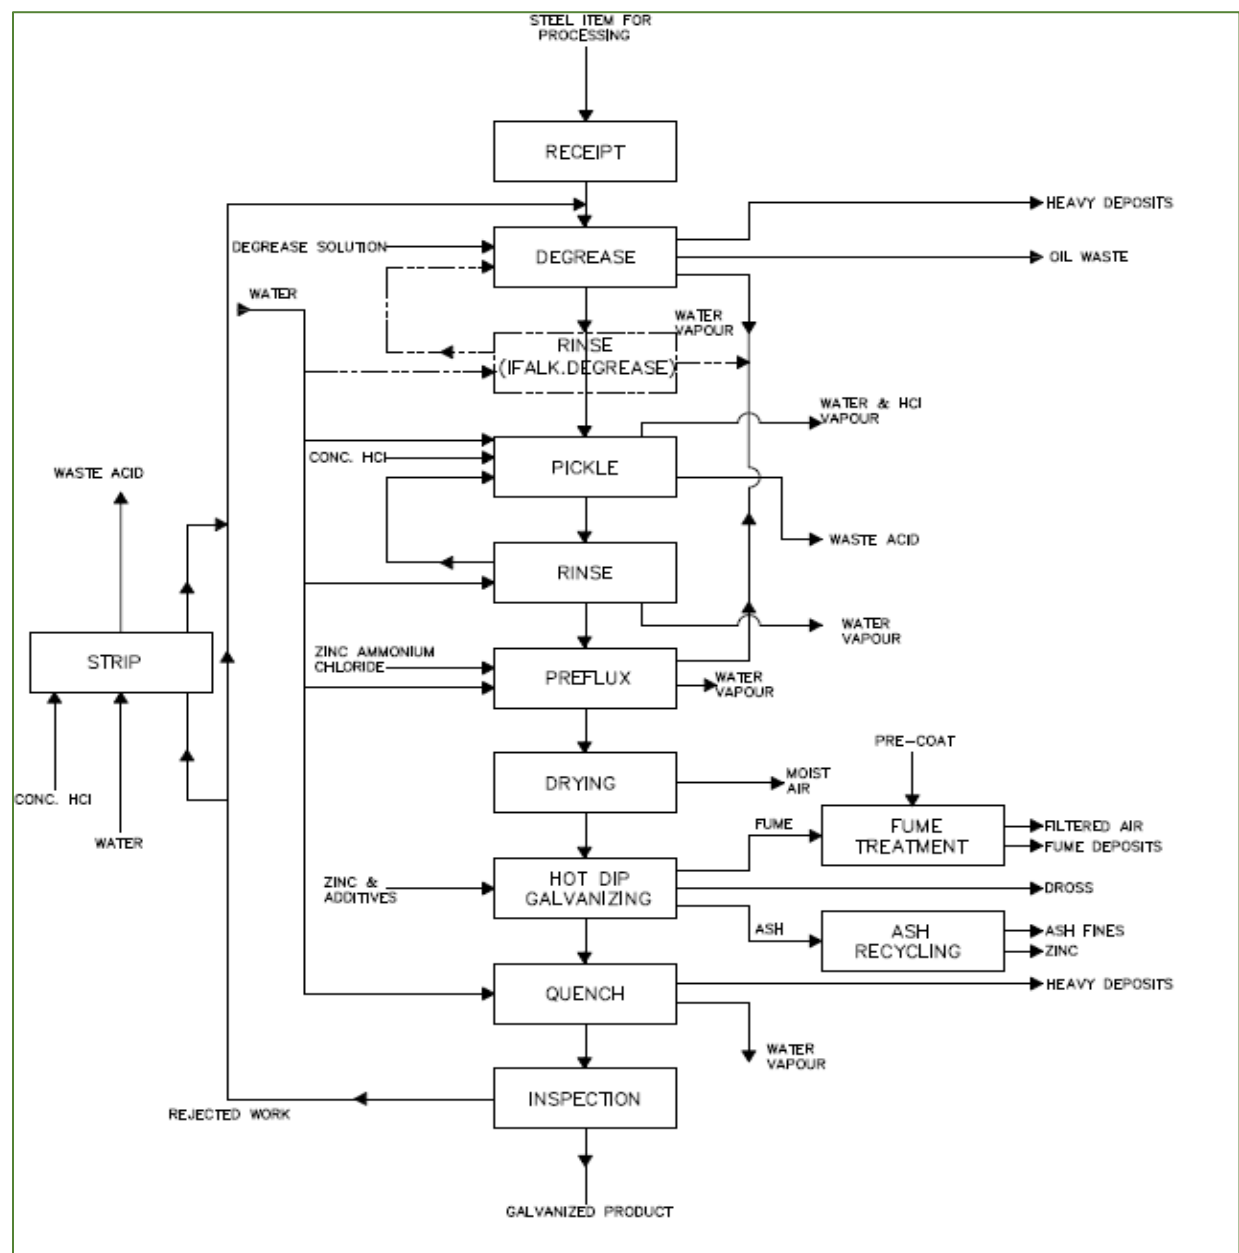 STEEL ITEM FOR
PROCESSING
RECEIPT
HEAVY DEPOSITS
DEGREASE SOLUTION
DEGREASE
OIL WASTE
WATER
WATER
VAPOUR
RINSE
(IFALK.DEGREASE)
WATER & HCl
VAPOUR
CONC. HCl
PICKLE
WASTE ACID
WASTE ACID
RINSE
WATER
VAPOUR
STRIP
ZINC AMMONIUM
CHLORIDE
PREFLUX
WATER
VAPOUR
PRE-COAT
DRYING
MOIST
AIR
CONC. HCl
WATER
FUME
FUME
TREATMENT
FILTERED AIR
FUME DEPOSITS
ZINC &
ADDITIVES
HOT DIP
GALVANIZING
DROSS
ASH
ASH
RECYCLING
ASH FINES
ZINC
QUENCH
HEAVY DEPOSITS
WATER
VAPOUR
INSPECTION
REJECTED WORK
GALVANIZED PRODUCT